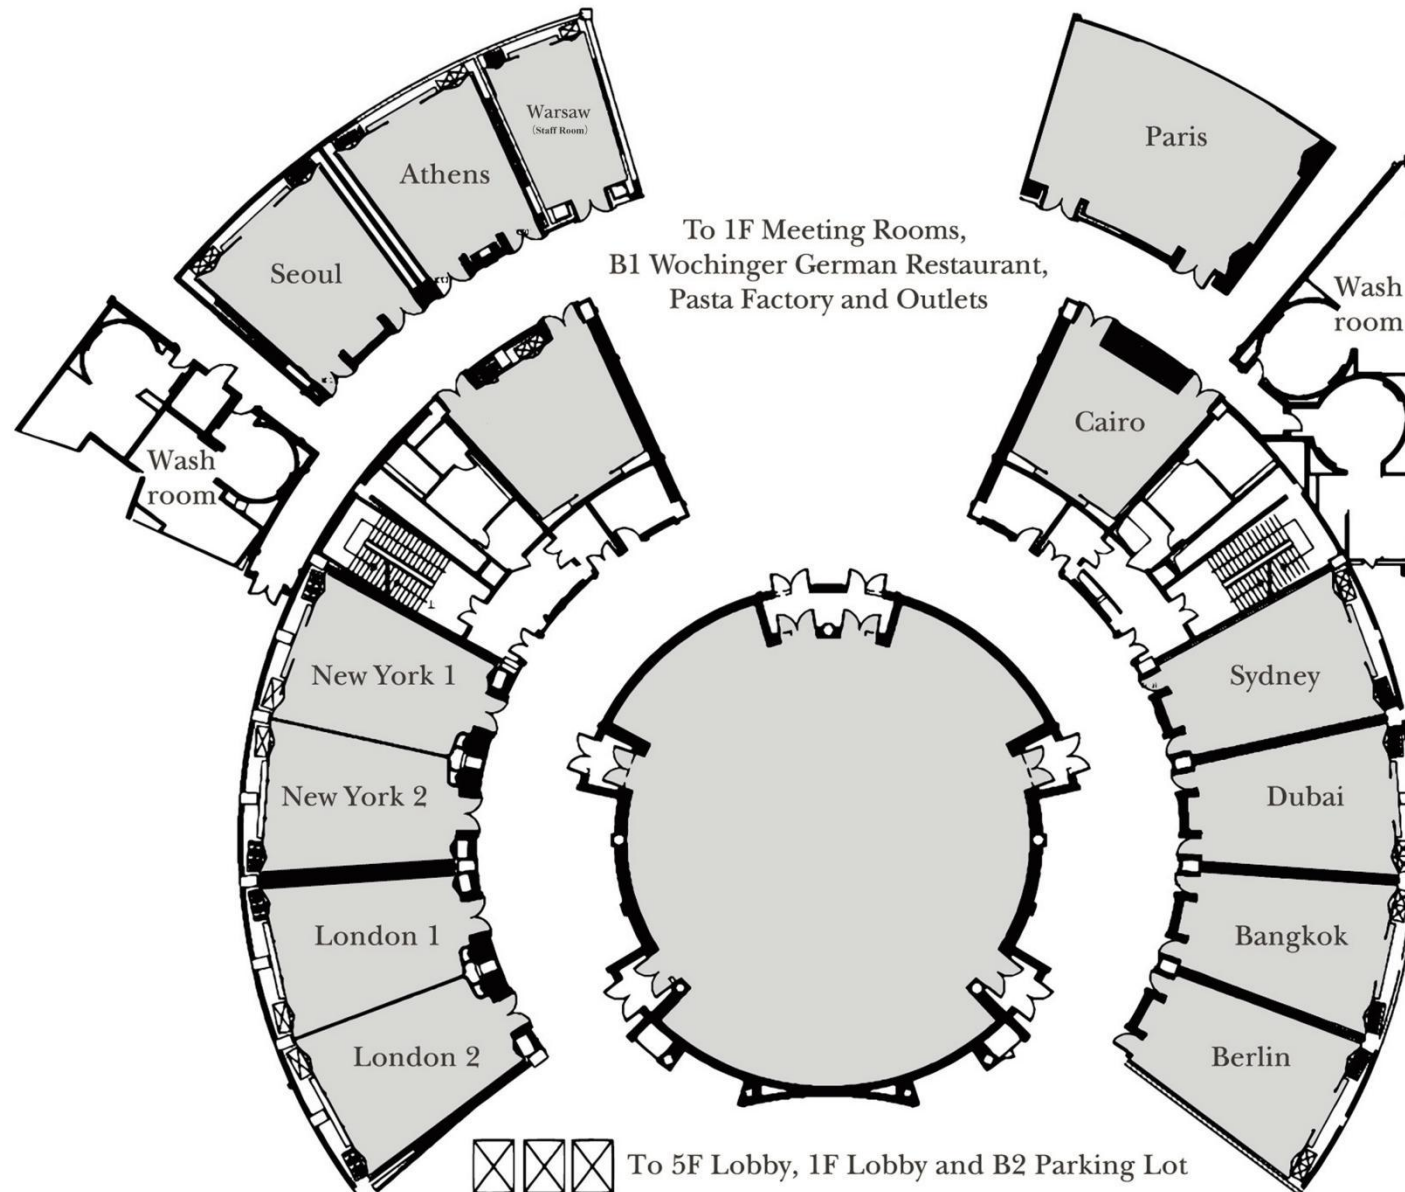 Warsaw
(Staff Room)
Paris
Athens
To 1F Meeting Rooms,
B1 Wochinger German Restaurant,
Pasta Factory and Outlets
Seoul
Wash
room
Cairo
Wash
room
New York 1
Sydney
New York 2
Dubai
London 1
Bangkok
London 2
Berlin
To 5F Lobby, 1F Lobby and B2 Parking Lot